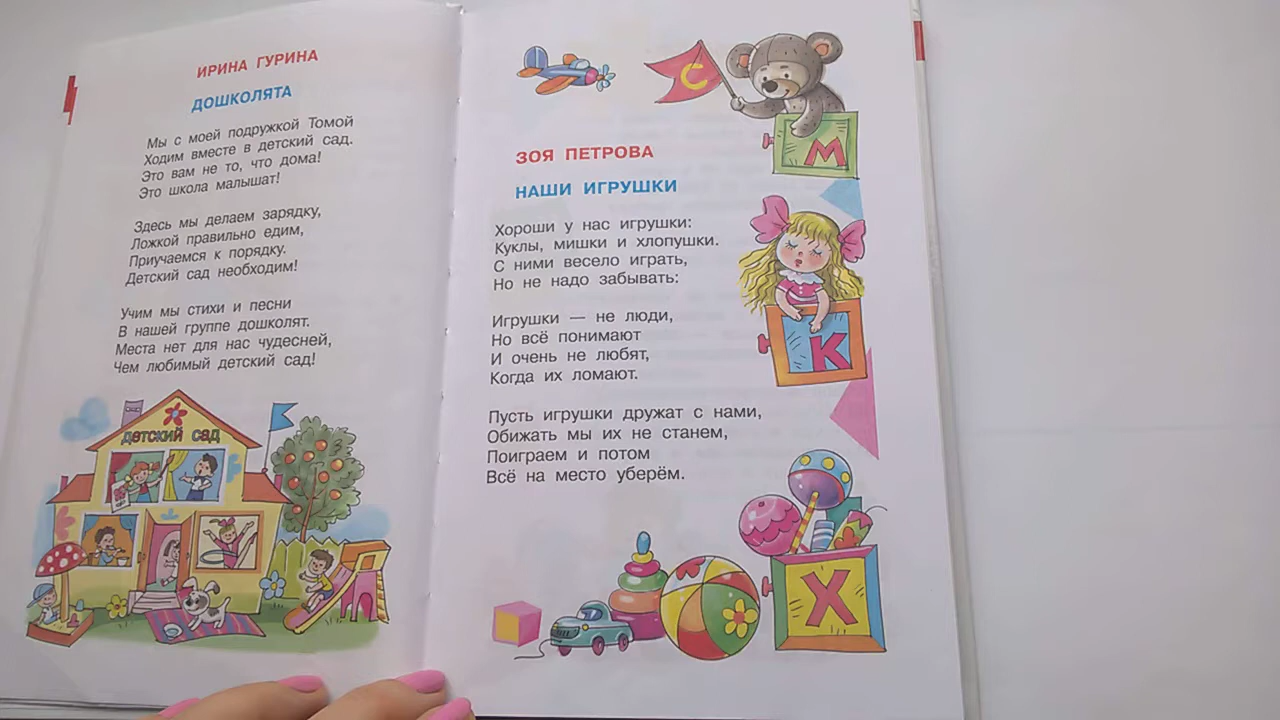 ИРИНА ГУРИНА
ДОШКОЛЯТА
Мы с моей подружкой Томой
Ходим вместе в детский сад.
Это вам не то, что дома!
Это школа малышат!
Здесь мы делаем зарядку,
Ложкой правильно едим,
Приучаемся к порядку.
Детский сад необходим!
Учим мы стихи и песни
В нашей группе дошколят.
Места нет для нас чудесней,
Чем любимый детский сад!
детский сад
С
М
ЗОЯ ПЕТРОВА
НАШИ ИГРУШКИ
Хороши у нас игрушки:
Куклы, мишки и хлопушки.
С ними весело играть,
Но не надо забывать:
Игрушки — не люди,
Но всё понимают
И очень не любят,
Когда их ломают.
К
Пусть игрушки дружат с нами,
Обижать мы их не станем,
Поиграем и потом
Всё на место уберём.
Х